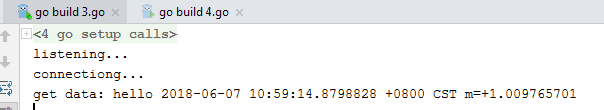 go build 3.go go build 4.go
<4 go setup calls>
listening...
connectiong...
get data: hello 2018-06-07 10:59:14.8798828 +0800 CST m=+1.009765701